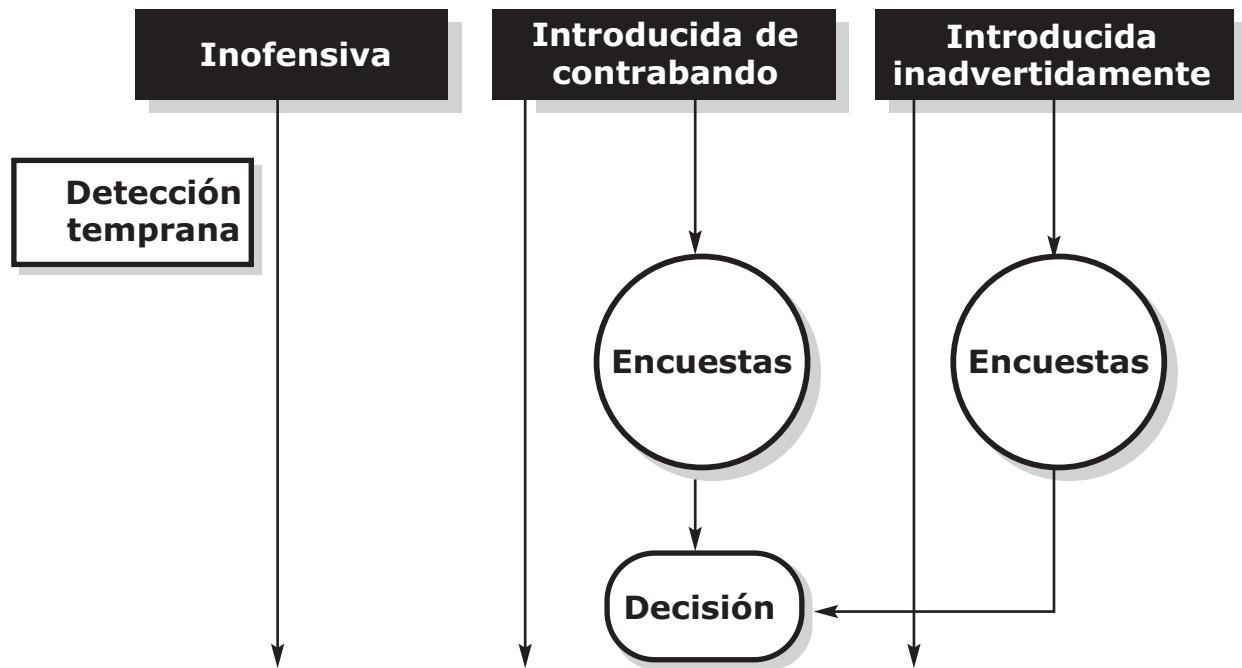 Inofensiva
Introducida de
contrabando
Introducida
inadvertidamente
Detección
temprana
Encuestas
Encuestas
Decisión